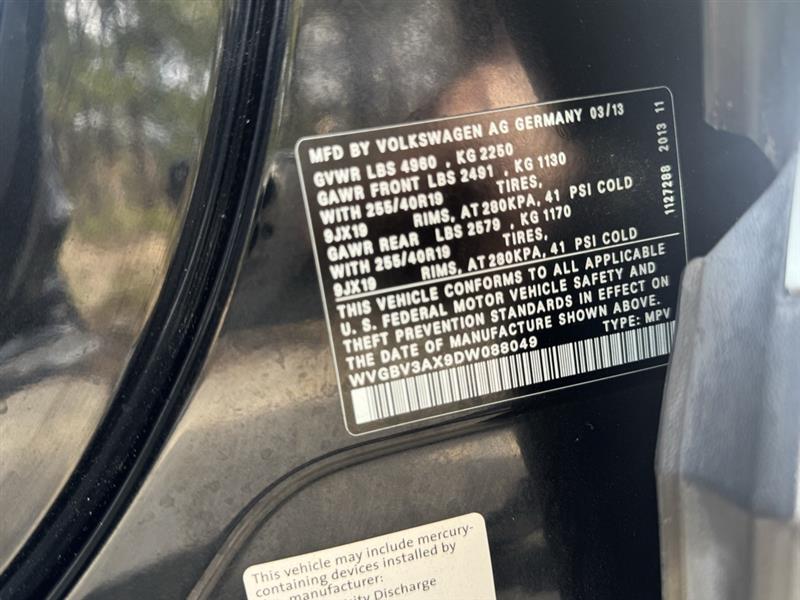 MFD BY VOLKSWAGEN AG GERMANY 03/13
GVWR LBS 4960 , KG 2250
GAWR FRONT LBS 2491 , KG 1130
WITH 255/40R19 TIRES,
9JX19 RIMS, AT 280KPA, 41 PSI COLD
GAWR REAR LBS 2579 , KG 1170
WITH 255/40R19 TIRES,
9JX19 RIMS, AT 280KPA, 41 PSI COLD
THIS VEHICLE CONFORMS TO ALL APPLICABLE
U. S. FEDERAL MOTOR VEHICLE SAFETY AND
THEFT PREVENTION STANDARDS IN EFFECT ON
THE DATE OF MANUFACTURE SHOWN ABOVE.
WVGBV3AX9DW088049 TYPE: MPV
1127288 2013 11
This vehicle may include mercury-
containing devices installed by
manufacturer:
Discharge